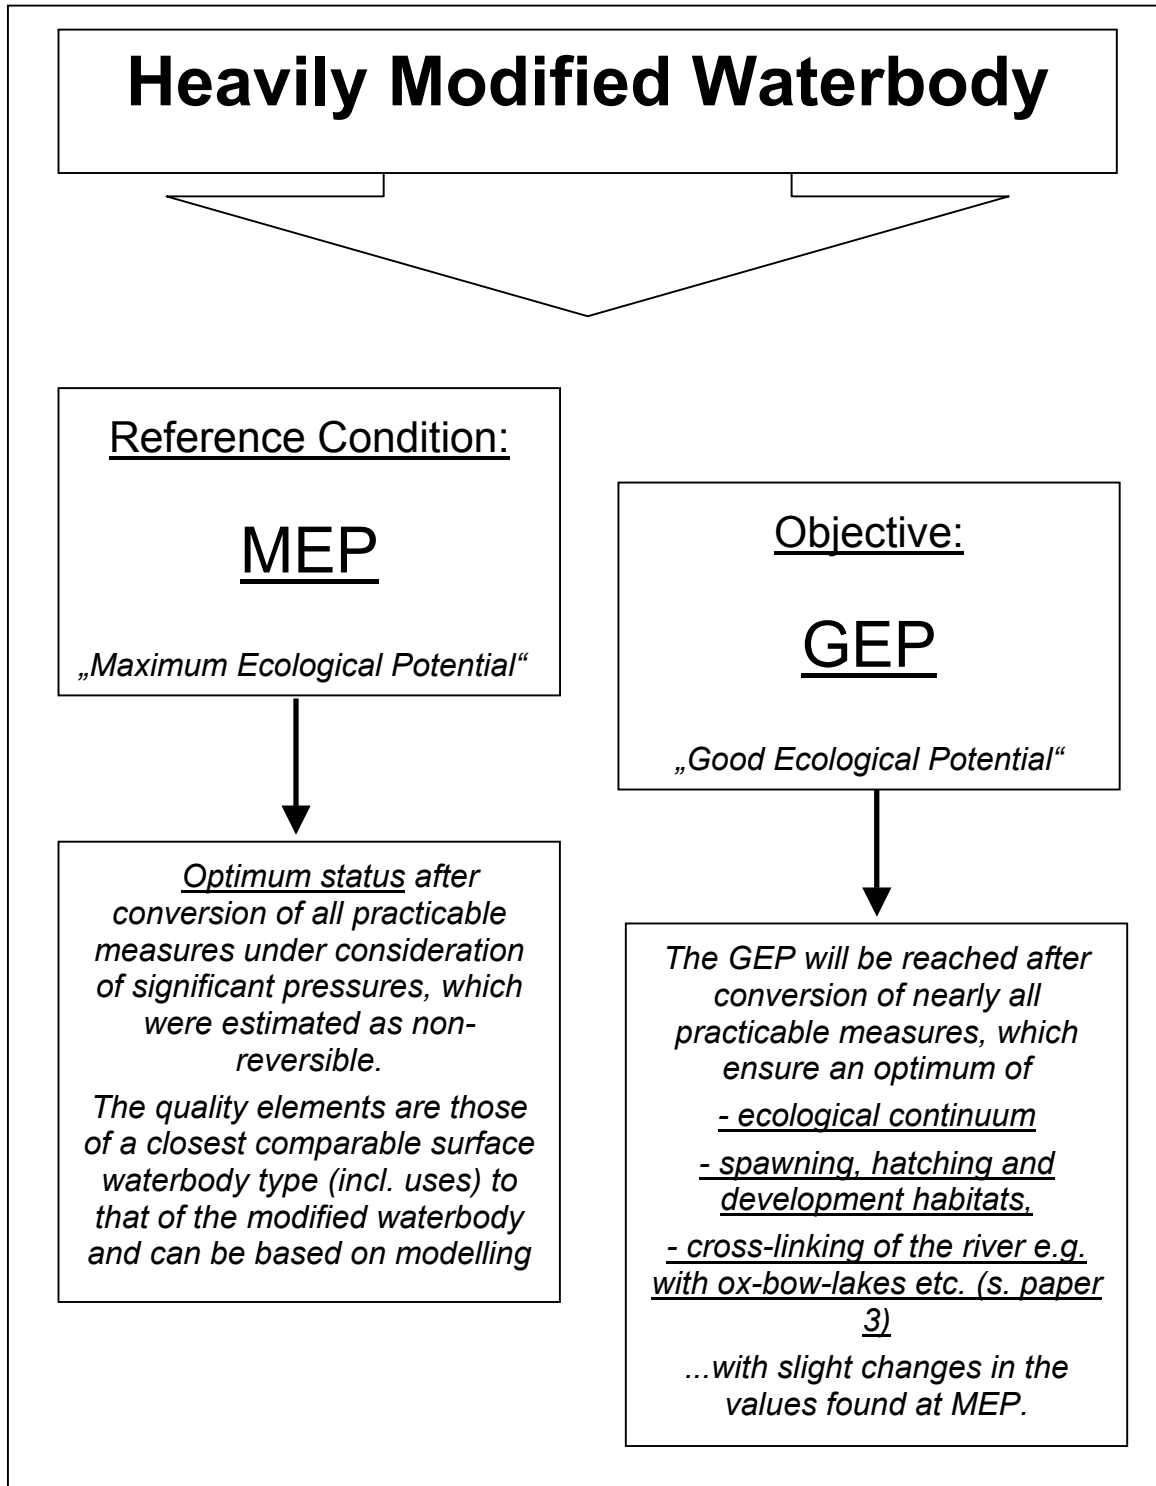 Heavily Modified Waterbody
Reference Condition:
MEP
„Maximum Ecological Potential“
Optimum status after
conversion of all practicable
measures under consideration
of significant pressures, which
were estimated as non-
reversible.
The quality elements are those
of a closest comparable surface
waterbody type (incl. uses) to
that of the modified waterbody
and can be based on modelling
Objective:
GEP
„Good Ecological Potential“
The GEP will be reached after
conversion of nearly all
practicable measures, which
ensure an optimum of
- ecological continuum
- spawning, hatching and
development habitats,
- cross-linking of the river e.g.
with ox-bow-lakes etc. (s. paper
3)
...with slight changes in the
values found at MEP.